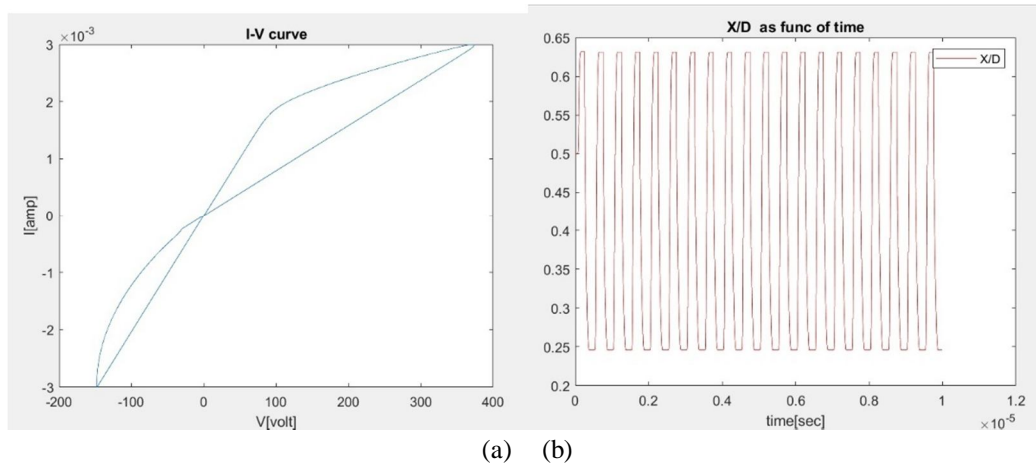 I-V curve
×10⁻³
3
2
1
0
-1
-2
-3
I[amp]
-200 -100 0 100 200 300 400
V[volt]
X/D as func of time
0.65
0.6
0.55
0.5
0.45
0.4
0.35
0.3
0.25
0.2
X/D
0 0.2 0.4 0.6 0.8 1 1.2
time[sec]
×10⁻⁵
(a) (b)